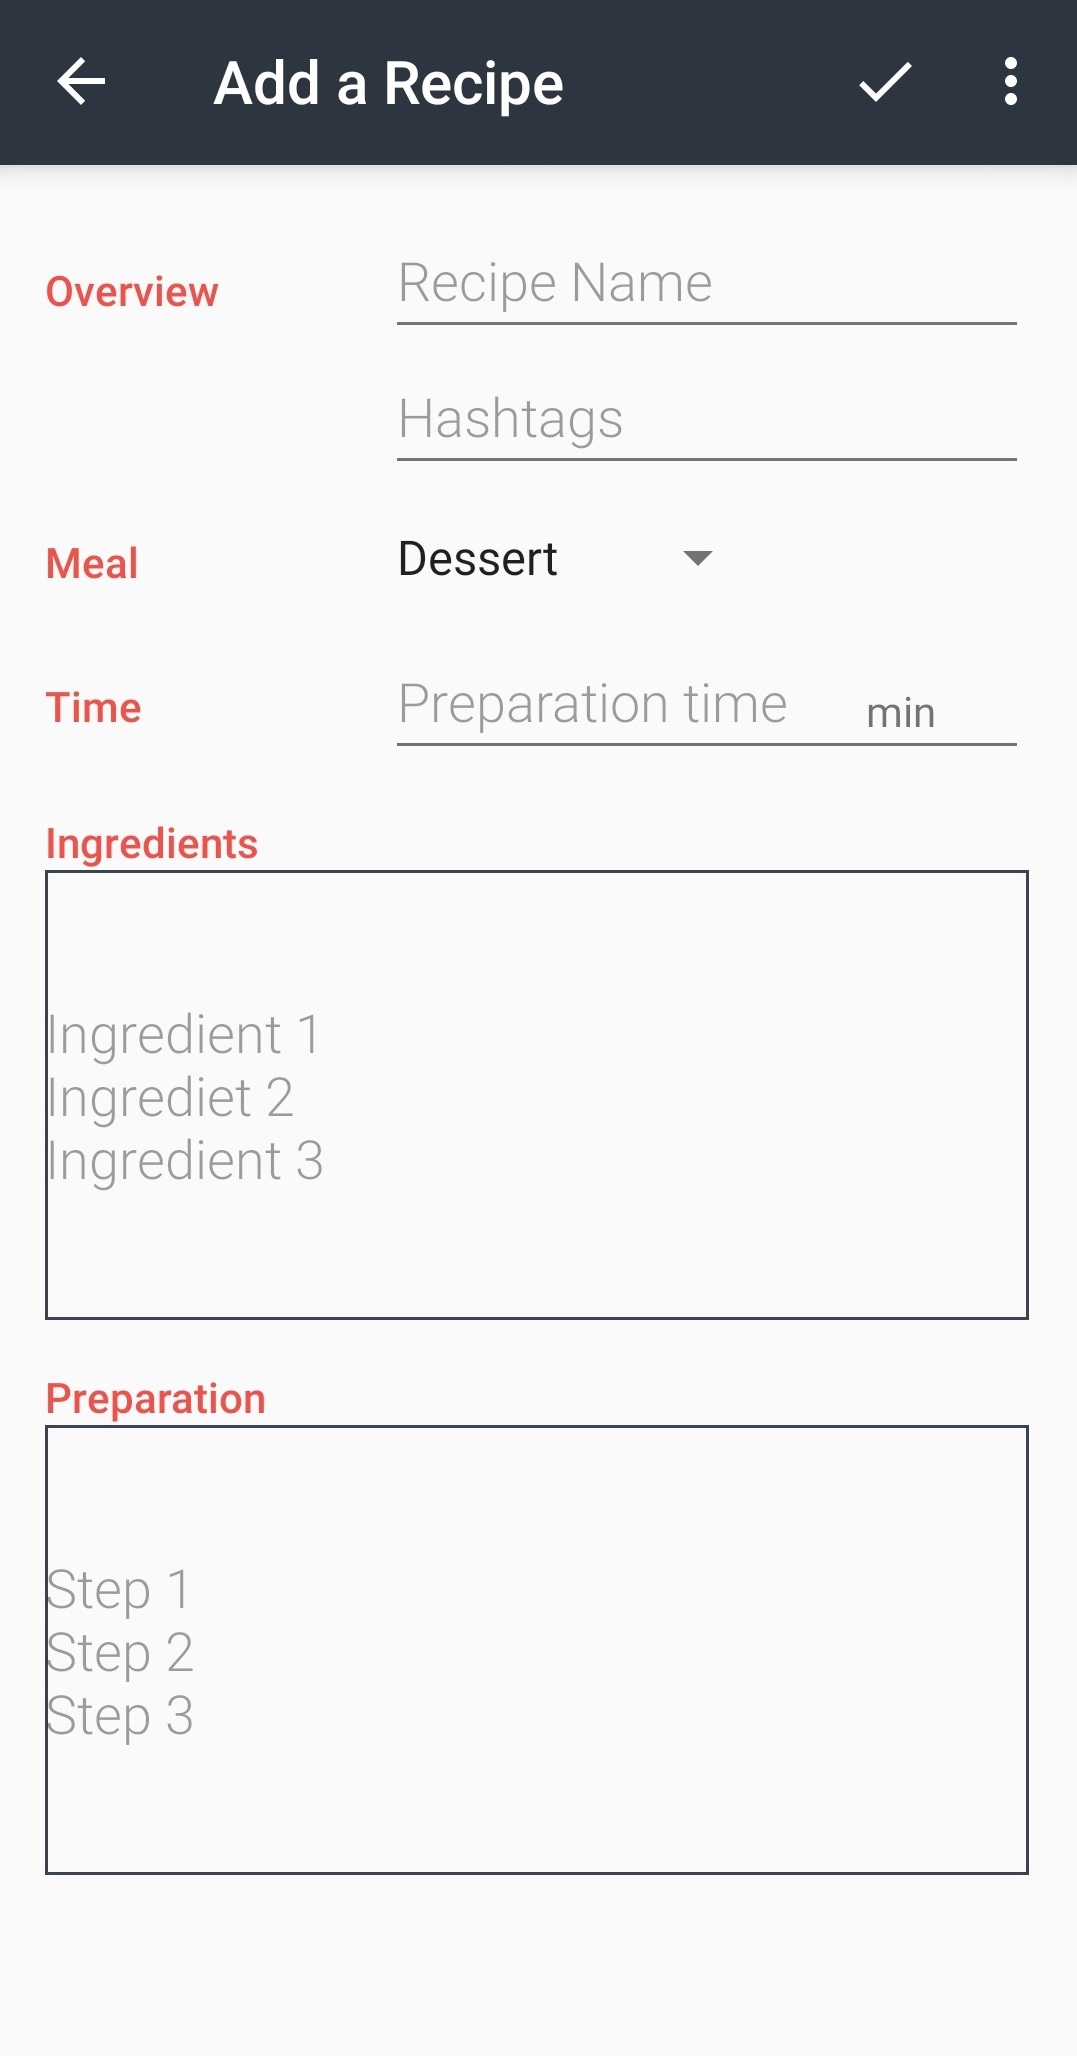 Add a Recipe
Overview
Recipe Name
Hashtags
Meal
Dessert
Time
Preparation time min
Ingredients
Ingredient 1
Ingrediet 2
Ingredient 3
Preparation
Step 1
Step 2
Step 3